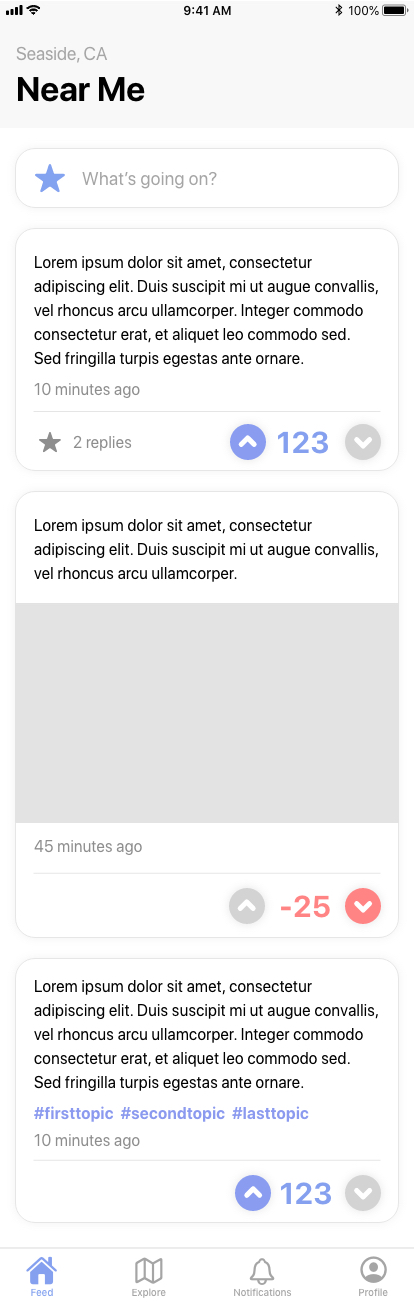 9:41 AM 100%
Seaside, CA
Near Me
What's going on?
Lorem ipsum dolor sit amet, consectetur
adipiscing elit. Duis suscipit mi ut augue convallis,
vel rhoncus arcu ullamcorper. Integer commodo
consectetur erat, et aliquet leo commodo sed.
Sed fringilla turpis egestas ante ornare.
10 minutes ago
2 replies 123
Lorem ipsum dolor sit amet, consectetur
adipiscing elit. Duis suscipit mi ut augue convallis,
vel rhoncus arcu ullamcorper.
45 minutes ago
-25
Lorem ipsum dolor sit amet, consectetur
adipiscing elit. Duis suscipit mi ut augue convallis,
vel rhoncus arcu ullamcorper. Integer commodo
consectetur erat, et aliquet leo commodo sed.
Sed fringilla turpis egestas ante ornare.
#firsttopic #secondtopic #lasttopic
10 minutes ago
123
Feed Explore Notifications Profile